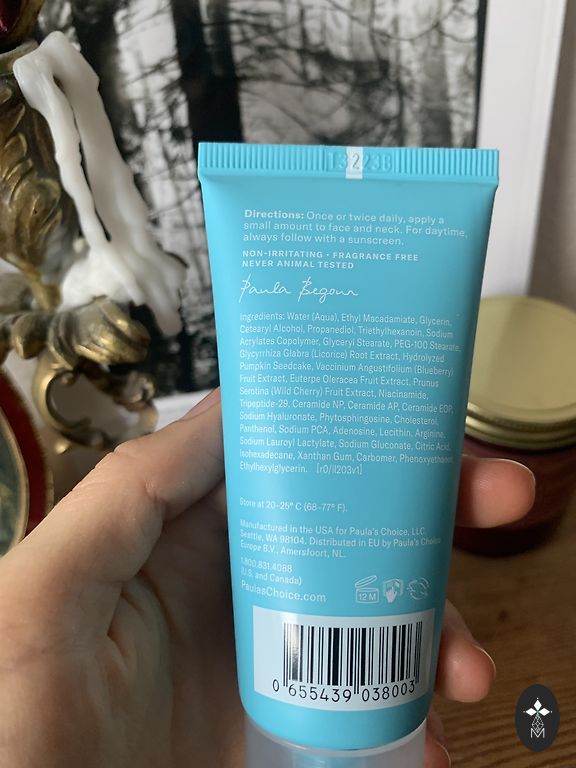 T3223B
Directions: Once or twice daily, apply a
small amount to face and neck. For daytime,
always follow with a sunscreen.
NON-IRRITATING • FRAGRANCE FREE
NEVER ANIMAL TESTED
Paula Begoun
Ingredients: Water (Aqua), Ethyl Macadamiate, Glycerin,
Cetearyl Alcohol, Propanediol, Triethylhexanoin, Sodium
Acrylates Copolymer, Glyceryl Stearate, PEG-100 Stearate,
Glycyrrhiza Glabra (Licorice) Root Extract, Hydrolyzed
Pumpkin Seedcake, Vaccinium Angustifolium (Blueberry)
Fruit Extract, Euterpe Oleracea Fruit Extract, Prunus
Serotina (Wild Cherry) Fruit Extract, Niacinamide,
Tripeptide-29, Ceramide NP, Ceramide AP, Ceramide EOP,
Sodium Hyaluronate, Phytosphingosine, Cholesterol,
Panthenol, Sodium PCA, Adenosine, Lecithin, Arginine,
Sodium Lauroyl Lactylate, Sodium Gluconate, Citric Acid,
Isohexadecane, Xanthan Gum, Carbomer, Phenoxyethanol,
Ethylhexylglycerin. [r0/il203v1]
Store at 20-25° C (68-77° F).
Manufactured in the USA for Paula's Choice, LLC.
Seattle, WA 98104. Distributed in EU by Paula's Choice
Europe B.V., Amersfoort, NL.
1.800.831.4088
(U.S. and Canada)
PaulasChoice.com
12 M
0 655439 038003
M